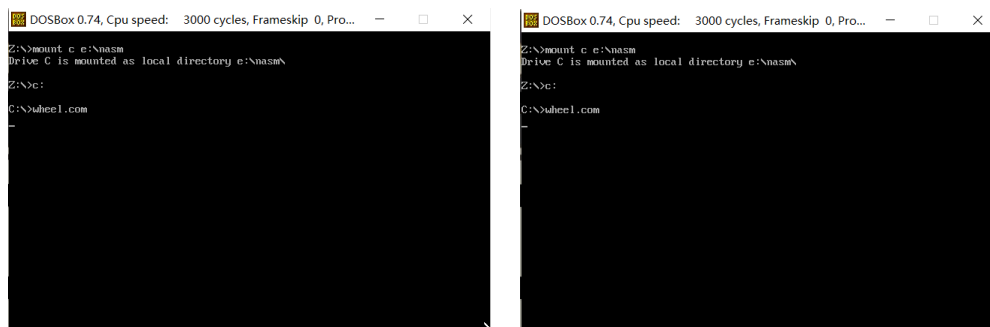 DOSBox 0.74, Cpu speed: 3000 cycles, Frameskip 0, Pro...
Z:\>mount c e:\nasm
Drive C is mounted as local directory e:\nasm\
Z:\>c:
C:\>wheel.com
DOSBox 0.74, Cpu speed: 3000 cycles, Frameskip 0, Pro...
Z:\>mount c e:\nasm
Drive C is mounted as local directory e:\nasm\
Z:\>c:
C:\>wheel.com